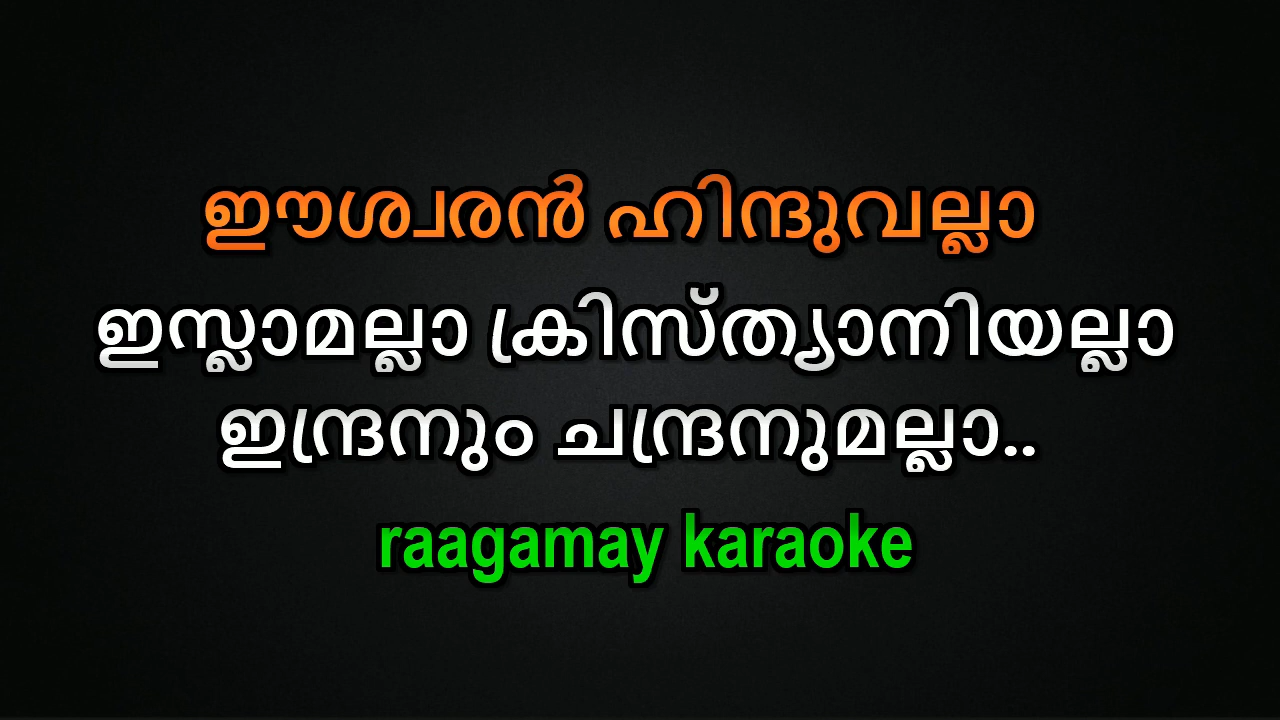 ഈശ്വരൻ ഹിന്ദുവല്ലാ
ഇസ്ലാമല്ലാ ക്രിസ്ത്യാനിയല്ലാ
ഇന്ദ്രനും ചന്ദ്രനുമല്ലാ..
raagamay karaoke